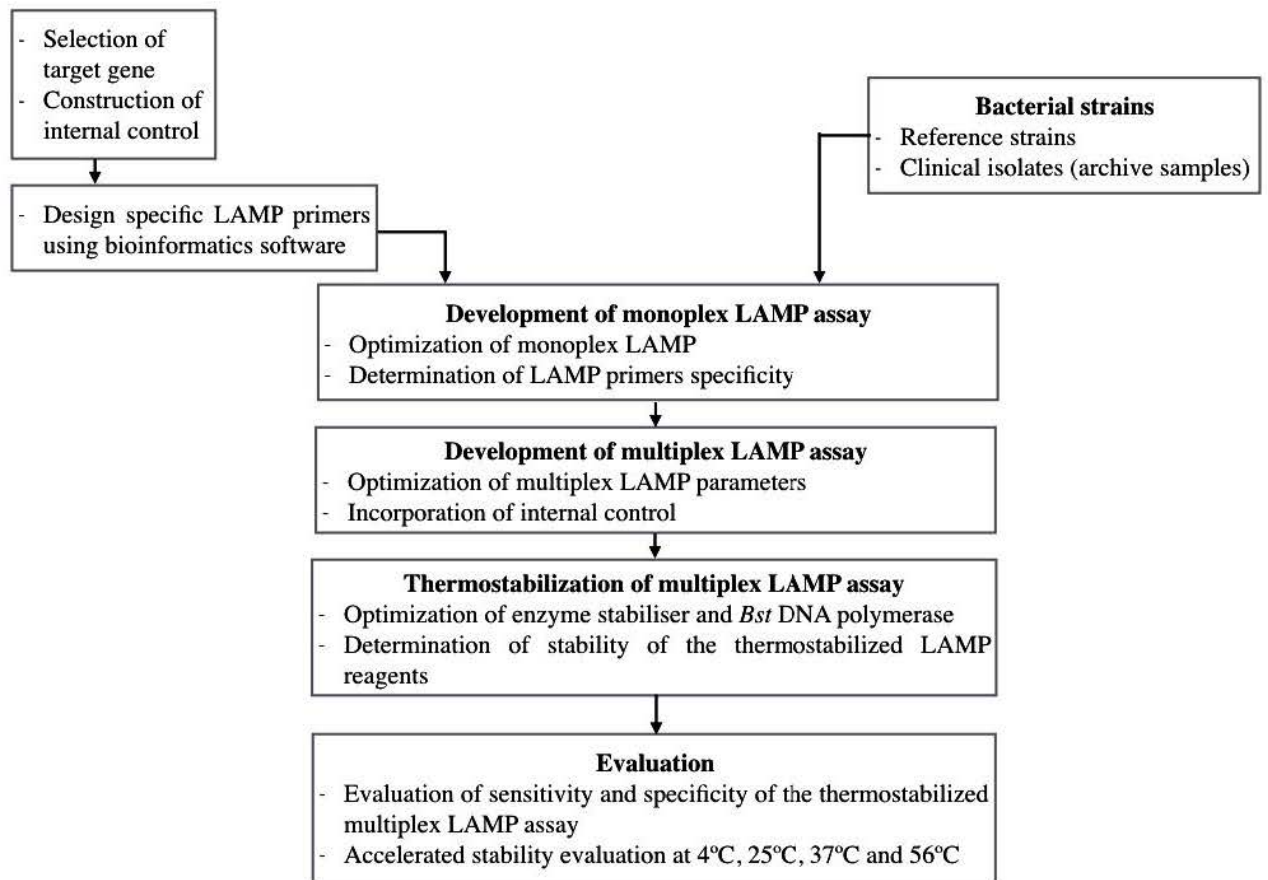 - Selection of
target gene
- Construction of
internal control
Bacterial strains
- Reference strains
- Clinical isolates (archive samples)
- Design specific LAMP primers
using bioinformatics software
Development of monoplex LAMP assay
- Optimization of monoplex LAMP
- Determination of LAMP primers specificity
Development of multiplex LAMP assay
- Optimization of multiplex LAMP parameters
- Incorporation of internal control
Thermostabilization of multiplex LAMP assay
- Optimization of enzyme stabiliser and Bst DNA polymerase
- Determination of stability of the thermostabilized LAMP
reagents
Evaluation
- Evaluation of sensitivity and specificity of the thermostabilized
multiplex LAMP assay
- Accelerated stability evaluation at 4ºC, 25ºC, 37ºC and 56ºC